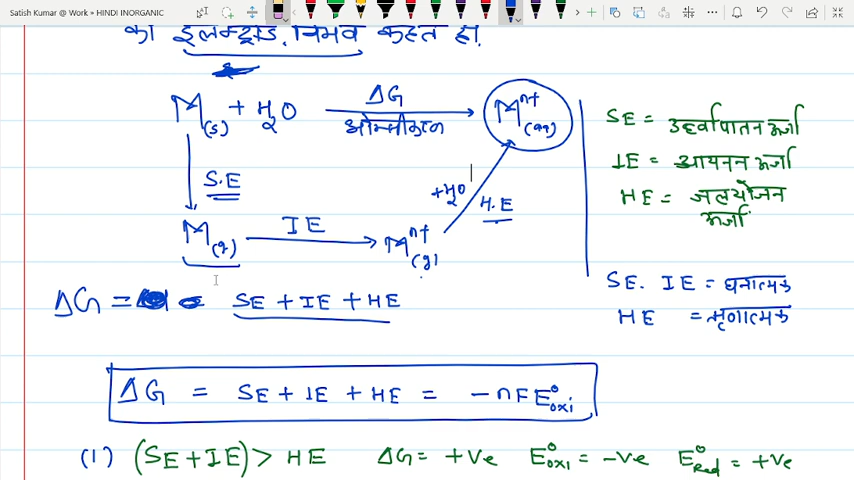 Satish Kumar @ Work » HINDI INORGANIC
को इलेक्ट्रोड विभव कहते हैं।
M(s) + H₂O ΔG ऑक्सीकरण Mⁿ⁺(aq)
S.E
+H₂O H.E
M(g) IE Mⁿ⁺(g)
ΔG = = SE + IE + HE
ΔG = SE + IE + HE = -nFE°oxi
(1) (SE+IE) > HE ΔG = +ve E°oxi = -ve E°Red = +ve
SE = उर्ध्वपातन ऊर्जा
IE = आयनन ऊर्जा
HE = जलयोजन
ऊर्जा
SE. IE = धनात्मक
HE = ऋणात्मक